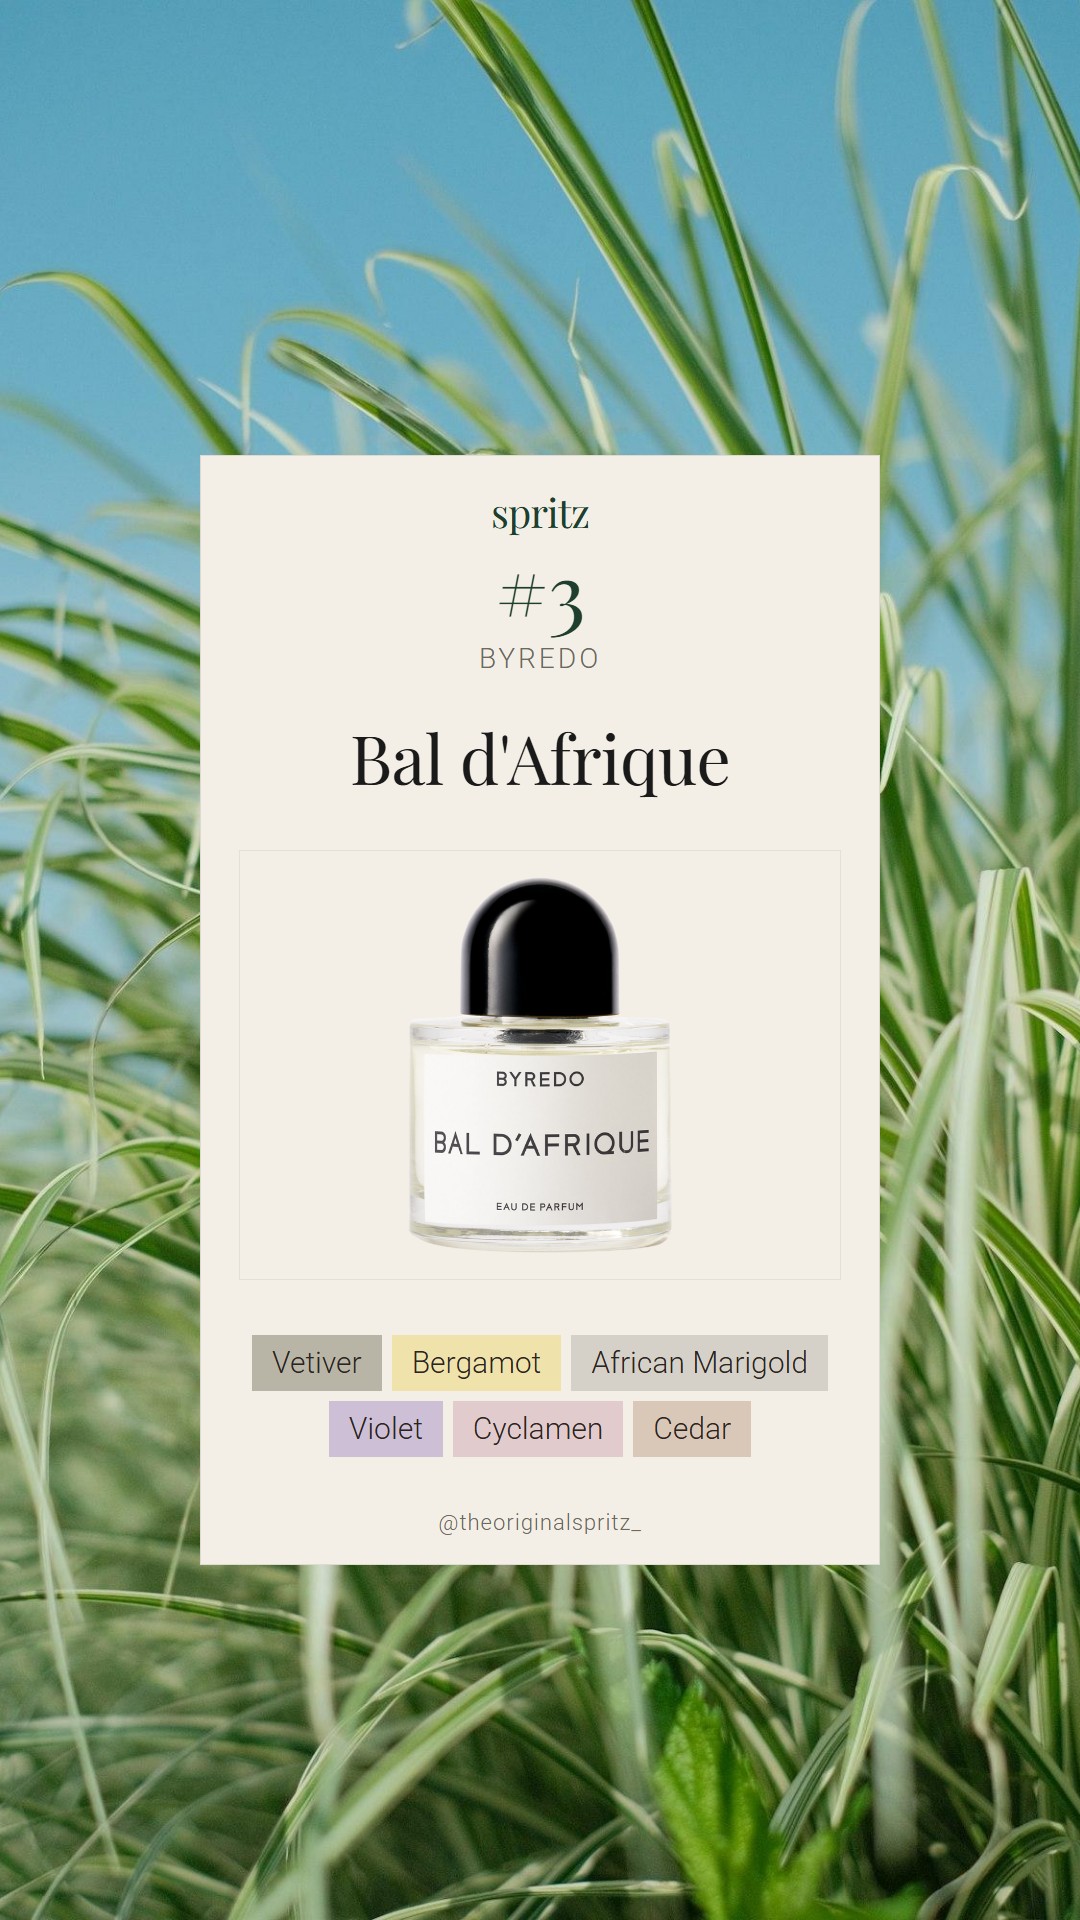 spritz
#3
BYREDO
Bal d'Afrique
BYREDO
BAL D'AFRIQUE
EAU DE PARFUM
Vetiver Bergamot African Marigold
Violet Cyclamen Cedar
@theoriginalspritz_